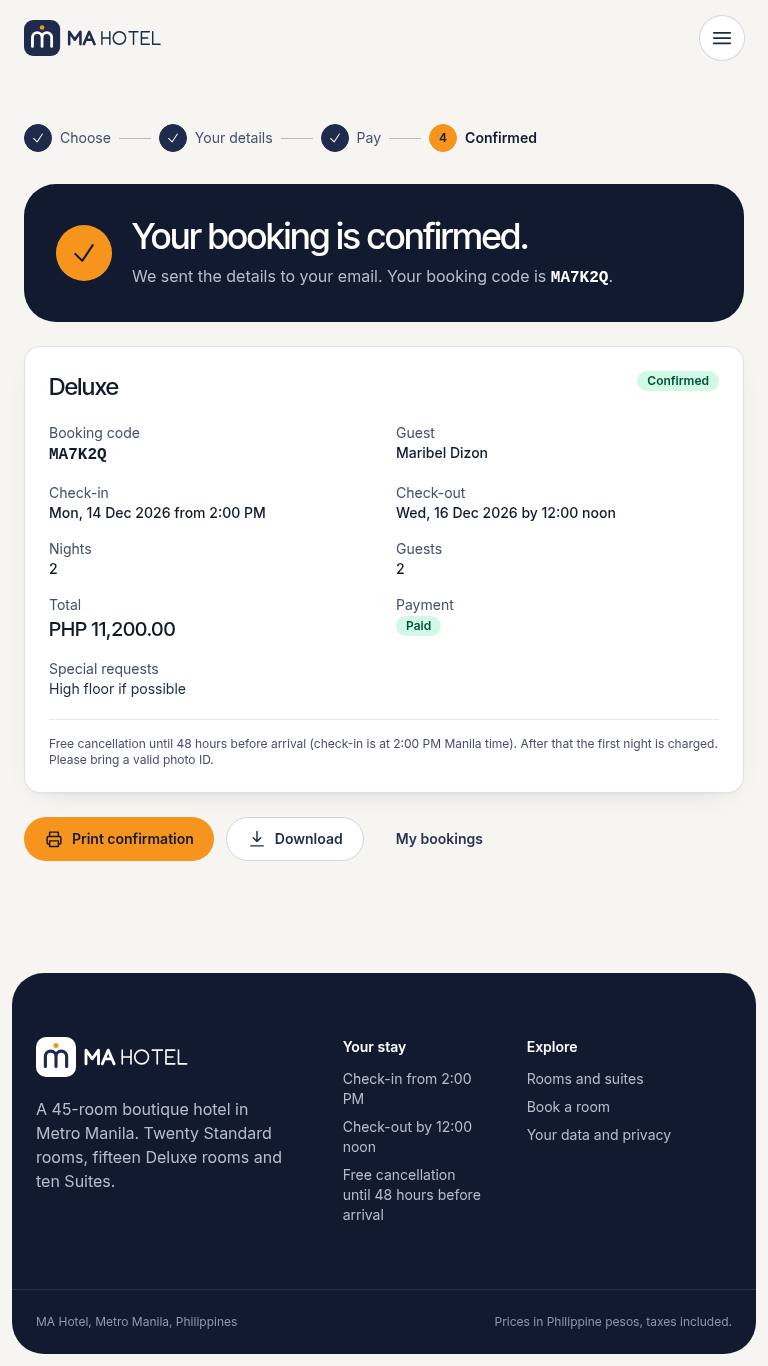 MA HOTEL
Choose
Your details
Pay
4 Confirmed
Your booking is confirmed.
We sent the details to your email. Your booking code is MA7K2Q.
Deluxe
Confirmed
Booking code
MA7K2Q
Guest
Maribel Dizon
Check-in
Mon, 14 Dec 2026 from 2:00 PM
Check-out
Wed, 16 Dec 2026 by 12:00 noon
Nights
2
Guests
2
Total
PHP 11,200.00
Payment
Paid
Special requests
High floor if possible
Free cancellation until 48 hours before arrival (check-in is at 2:00 PM Manila time). After that the first night is charged.
Please bring a valid photo ID.
Print confirmation
Download
My bookings
MA HOTEL
A 45-room boutique hotel in
Metro Manila. Twenty Standard
rooms, fifteen Deluxe rooms and
ten Suites.
Your stay
Check-in from 2:00
PM
Check-out by 12:00
noon
Free cancellation
until 48 hours before
arrival
Explore
Rooms and suites
Book a room
Your data and privacy
MA Hotel, Metro Manila, Philippines
Prices in Philippine pesos, taxes included.